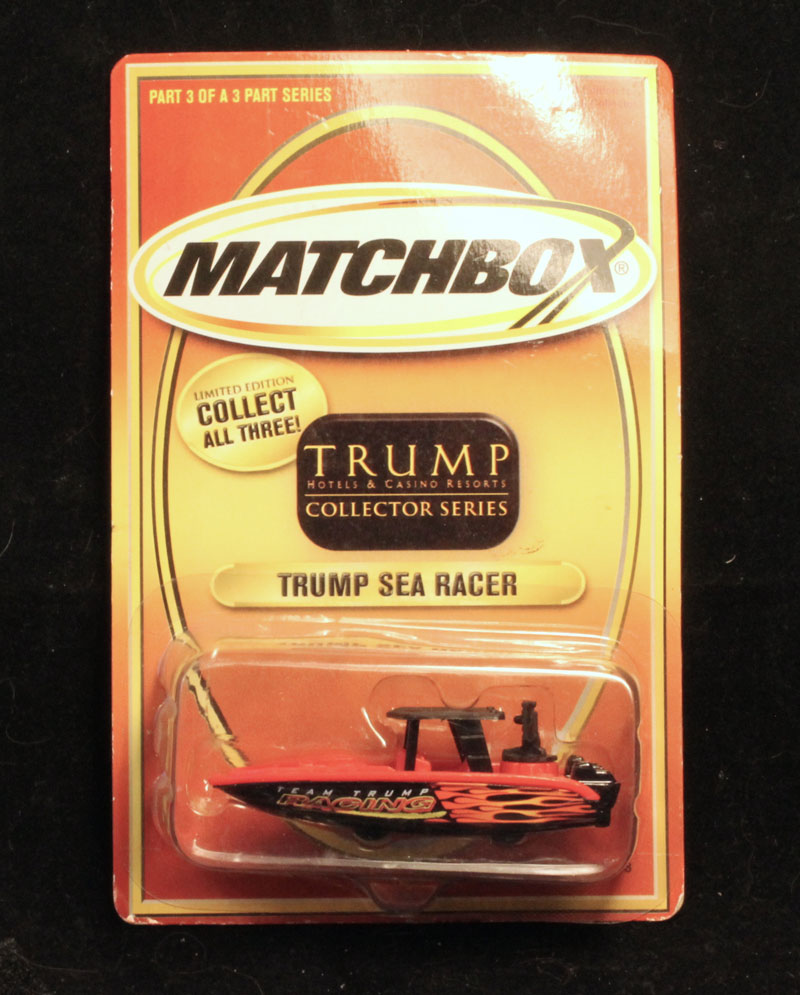 PART 3 OF A 3 PART SERIES
MATCHBOX®
LIMITED EDITION
COLLECT
ALL THREE!
TRUMP
HOTELS & CASINO RESORTS
COLLECTOR SERIES
TRUMP SEA RACER
TEAM TRUMP
RACING